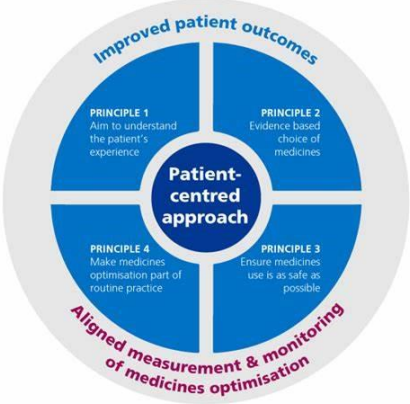 Improved patient outcomes
PRINCIPLE 1
Aim to understand
the patient's
experience
PRINCIPLE 2
Evidence based
choice of
medicines
Patient-
centred
approach
PRINCIPLE 4
Make medicines
optimisation part of
routine practice
PRINCIPLE 3
Ensure medicines
use is as safe as
possible
Aligned measurement & monitoring
of medicines optimisation